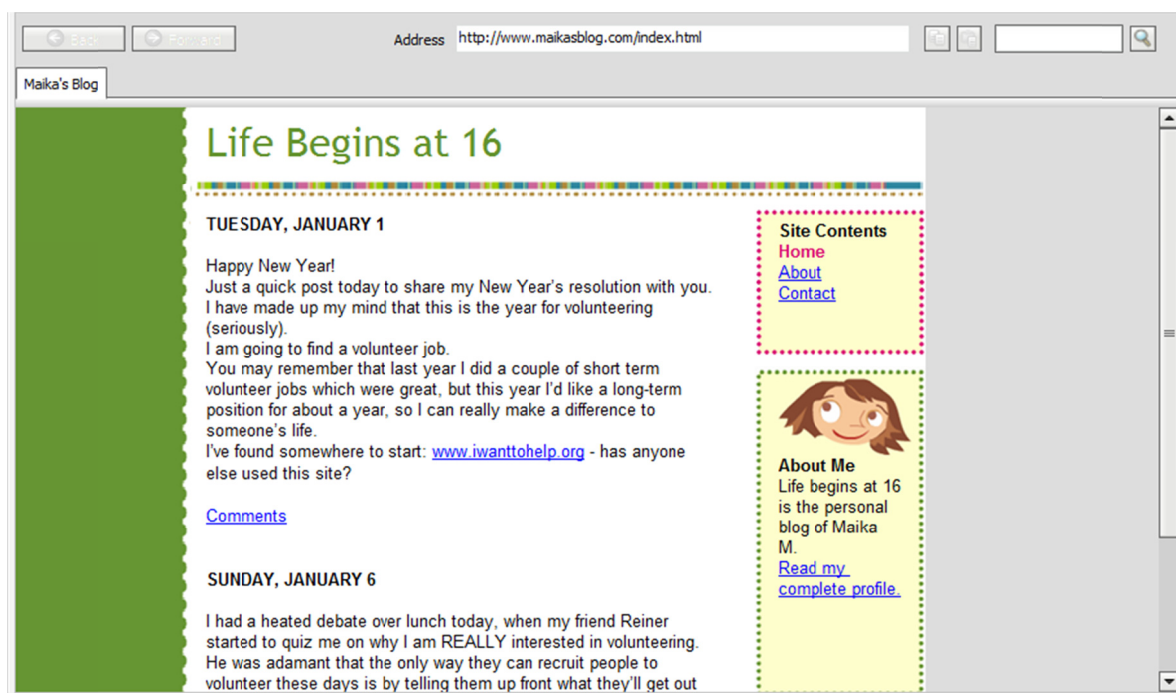 Back
Forward
Address http://www.maikasblog.com/index.html
Maika's Blog
Life Begins at 16
TUESDAY, JANUARY 1
Happy New Year!
Just a quick post today to share my New Year's resolution with you.
I have made up my mind that this is the year for volunteering
(seriously).
I am going to find a volunteer job.
You may remember that last year I did a couple of short term
volunteer jobs which were great, but this year I'd like a long-term
position for about a year, so I can really make a difference to
someone's life.
I've found somewhere to start: www.iwanttohelp.org - has anyone
else used this site?
Comments
SUNDAY, JANUARY 6
I had a heated debate over lunch today, when my friend Reiner
started to quiz me on why I am REALLY interested in volunteering.
He was adamant that the only way they can recruit people to
volunteer these days is by telling them up front what they'll get out
Site Contents
Home
About
Contact
About Me
Life begins at 16
is the personal
blog of Maika
M.
Read my
complete profile.